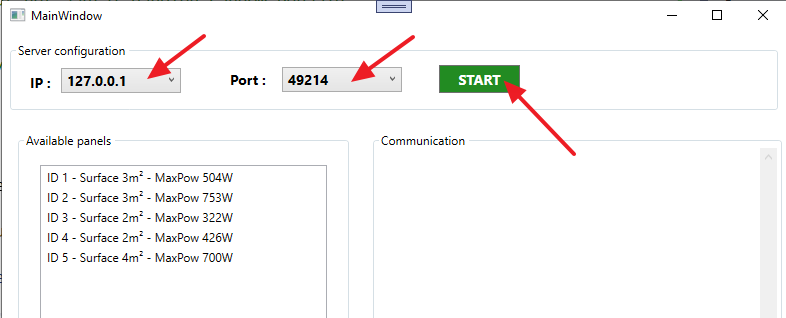 MainWindow
Server configuration
IP : 127.0.0.1 Port : 49214 START
Available panels
Communication
ID 1 - Surface 3m² - MaxPow 504W
ID 2 - Surface 3m² - MaxPow 753W
ID 3 - Surface 2m² - MaxPow 322W
ID 4 - Surface 2m² - MaxPow 426W
ID 5 - Surface 4m² - MaxPow 700W